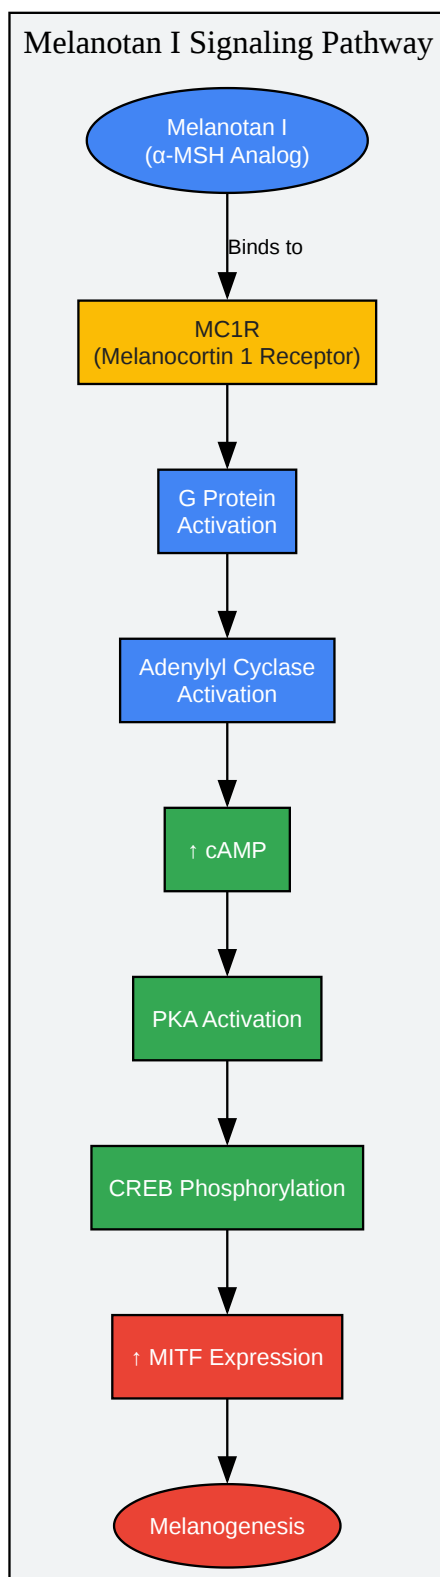 Melanotan I Signaling Pathway
Melanotan I
(α-MSH Analog)
Binds to
MC1R
(Melanocortin 1 Receptor)
G Protein
Activation
Adenylyl Cyclase
Activation
↑ cAMP
PKA Activation
CREB Phosphorylation
↑ MITF Expression
Melanogenesis